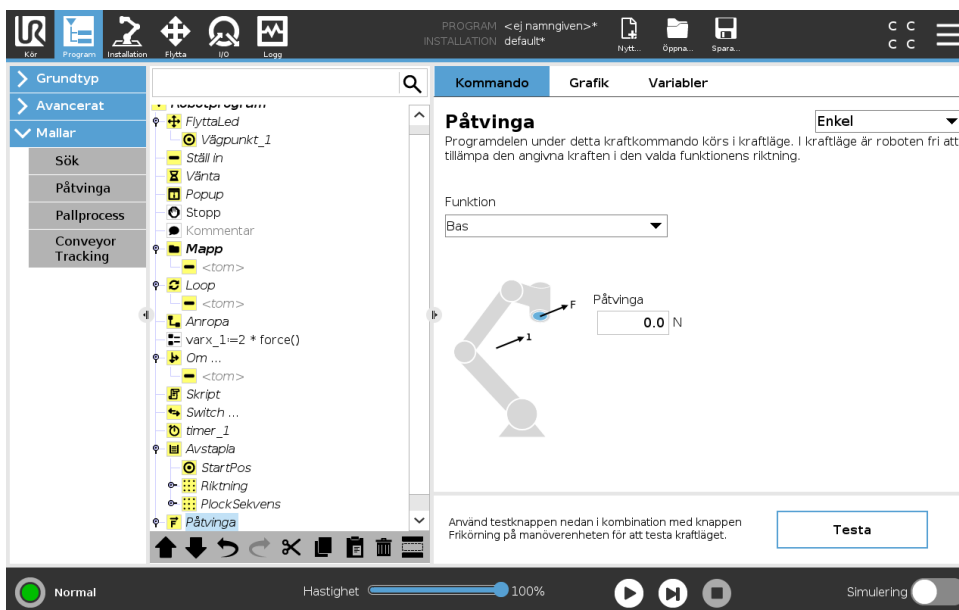 UR
PROGRAM <ej namngiven>*
INSTALLATION default*
Kör
Program
Installation
Flytta
I/O
Logg
Nytt...
Öppna...
Spara...
C C
C C
Grundtyp
Avancerat
Mallar
Sök
Påtvinga
Pallprocess
Conveyor
Tracking
Robotprogram
FlyttaLed
Vägpunkt_1
Ställ in
Vänta
Popup
Stopp
Kommentar
Mapp
<tom>
Loop
<tom>
Anropa
varx_1≔2 * force()
Om ...
<tom>
Skript
Switch ...
timer_1
Avstapla
StartPos
Riktning
PlockSekvens
Påtvinga
Kommando
Grafik
Variabler
Påtvinga
Enkel
Programdelen under detta kraftkommando körs i kraftläge. I kraftläge är roboten fri att
tillämpa den angivna kraften i den valda funktionens riktning.
Funktion
Bas
F
1
Påtvinga
0.0 N
Använd testknappen nedan i kombination med knappen
Frikörning på manöverenheten för att testa kraftläget.
Testa
Normal
Hastighet
100%
Simulering